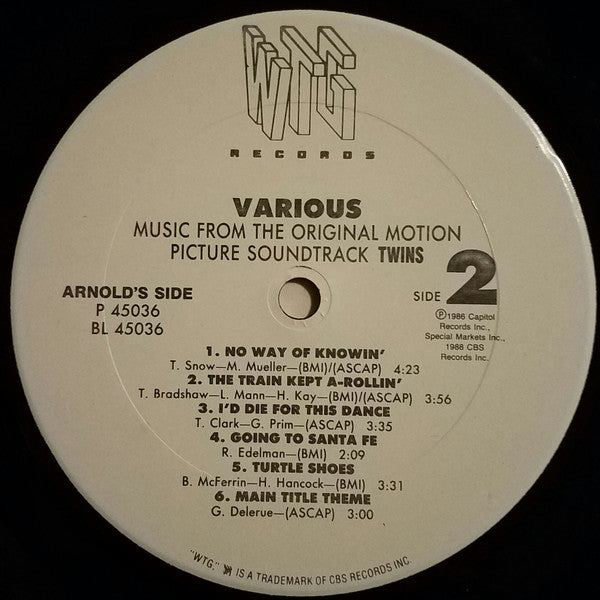 WTG
RECORDS
VARIOUS
MUSIC FROM THE ORIGINAL MOTION
PICTURE SOUNDTRACK TWINS
ARNOLD'S SIDE
P 45036
BL 45036
SIDE 2
Ⓟ1986 Capitol
Records Inc.,
Special Markets Inc.,
1988 CBS
Records Inc.
1. NO WAY OF KNOWIN'
T. Snow—M. Mueller—(BMI)/(ASCAP) 4:23
2. THE TRAIN KEPT A-ROLLIN'
T. Bradshaw—L. Mann—H. Kay—(BMI)/(ASCAP) 3:56
3. I'D DIE FOR THIS DANCE
T. Clark—G. Prim—(ASCAP) 3:35
4. GOING TO SANTA FE
R. Edelman—(BMI) 2:09
5. TURTLE SHOES
B. McFerrin—H. Hancock—(BMI) 3:31
6. MAIN TITLE THEME
G. Delerue—(ASCAP) 3:00
"WTG," IS A TRADEMARK OF CBS RECORDS INC.